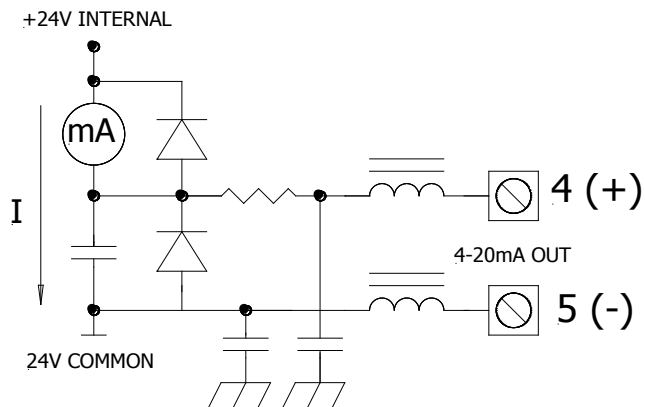 +24V INTERNAL
mA
I
4 (+)
4-20mA OUT
5 (-)
24V COMMON